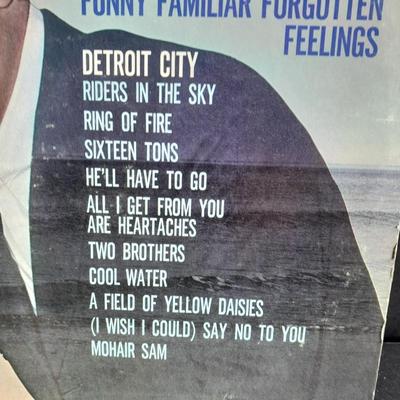 FUNNY FAMILIAR FORGOTTEN
FEELINGS
DETROIT CITY
RIDERS IN THE SKY
RING OF FIRE
SIXTEEN TONS
HE'LL HAVE TO GO
ALL I GET FROM YOU
ARE HEARTACHES
TWO BROTHERS
COOL WATER
A FIELD OF YELLOW DAISIES
(I WISH I COULD) SAY NO TO YOU
MOHAIR SAM